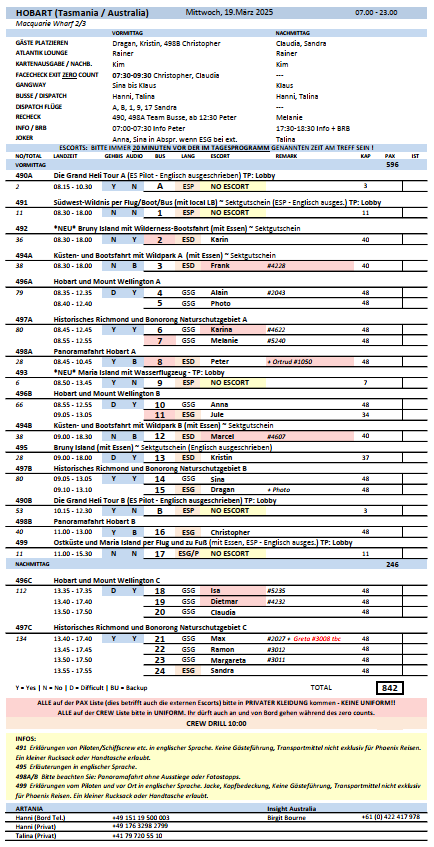 HOBART (Tasmania / Australia) Mittwoch, 19.März 2025 07.00 - 23.00
Macquarie Wharf 2/3
VORMITTAG NACHMITTAG
GÄSTE PLATZIEREN Dragan, Kristin, 498B Christopher Claudia, Sandra
ATLANTIK LOUNGE Rainer Rainer
KARTENAUSGABE / NACHB. Kim Kim
FACECHECK EXIT ZERO COUNT 07:30-09:30 Christopher, Claudia ---
GANGWAY Sina bis Klaus Klaus
BUSSE / DISPATCH Hanni, Talina Hanni, Talina
DISPATCH FLÜGE A, B, 1, 9, 17 Sandra ---
RECHECK 490, 498A Team Busse, ab 12:30 Peter Melanie
INFO / BRB 07:00-07:30 Info Peter 17:30-18:30 Info + BRB
JOKER Anna, Sina in Abspr. wenn ESG bei ext. Talina
ESCORTS: BITTE IMMER 20 MINUTEN VOR DER IM TAGESPROGRAMM GENANNTEN ZEIT AM TREFF SEIN !
NO/TOTAL LANDZEIT GEHBIS AUDIO BUS LANG ESCORT REMARK KAP PAX IST
VORMITTAG 596
490A Die Grand Heli Tour A (ES Pilot - Englisch ausgeschrieben) TP: Lobby
2 08.15 - 10.30 Y N A ESP NO ESCORT 3
491 Südwest-Wildnis per Flug/Boot/Bus (mit local LB) ~ Sektgutschein (ESP - Englisch ausges.) TP: Lobby
11 08.30 - 18.00 N N 1 ESP NO ESCORT 11
492 *NEU* Bruny Island mit Wilderness-Bootsfahrt (mit Essen) ~ Sektgutschein
36 08.30 - 18.00 N Y 2 ESD Karin 40
494A Küsten- und Bootsfahrt mit Wildpark A (mit Essen) ~ Sektgutschein
38 08.30 - 18.00 N B 3 ESD Frank #4228 40
496A Hobart und Mount Wellington A
79 08.35 - 12.35 D Y 4 GSG Alain #2043 48
08.40 - 12.40 5 GSG Photo 48
497A Historisches Richmond und Bonorong Naturschutzgebiet A
80 08.45 - 12.45 Y Y 6 GSG Karina #4622 48
08.55 - 12.55 7 GSG Melanie #5240 48
498A Panoramafahrt Hobart A
28 08.45 - 10.45 Y B 8 ESD Peter + Ortrud #1050 48
493 *NEU* Maria Island mit Wasserflugzeug - TP: Lobby
6 08.50 - 13.45 Y N 9 ESP NO ESCORT 7
496B Hobart und Mount Wellington B
66 08.55 - 12.55 D Y 10 GSG Anna 48
09.05 - 13.05 11 ESG Jule 34
494B Küsten- und Bootsfahrt mit Wildpark B (mit Essen) ~ Sektgutschein
38 09.00 - 18.30 N B 12 ESD Marcel #4607 40
495 Bruny Island (mit Essen) ~ Sektgutschein (Englisch ausgeschrieben)
28 09.00 - 18.00 D Y 13 ESD Kristin 37
497B Historisches Richmond und Bonorong Naturschutzgebiet B
80 09.05 - 13.05 Y Y 14 GSG Sina 48
09.10 - 13.10 15 ESG Dragan + Photo 48
490B Die Grand Heli Tour B (ES Pilot - Englisch ausgeschrieben) TP: Lobby
53 10.15 - 12.30 Y N B ESP NO ESCORT 3
498B Panoramafahrt Hobart B
40 11.00 - 13.00 Y B 16 ESG Christopher 48
499 Ostküste und Maria Island per Flug und zu Fuß (mit Essen, ESP - Englisch ausges.) TP: Lobby
11 11.00 - 15.30 N N 17 ESG/P NO ESCORT 11
NACHMITTAG 246
496C Hobart und Mount Wellington C
112 13.35 - 17.35 D Y 18 GSG Isa #5235 48
13.40 - 17.40 19 GSG Dietmar #4232 48
13.50 - 17.50 20 GSG Claudia 48
497C Historisches Richmond und Bonorong Naturschutzgebiet C
134 13.40 - 17.40 Y Y 21 GSG Max #2027 + Greta #3008 tbc 48
13.45 - 17.45 22 GSG Ramon #3012 48
13.50 - 17.50 23 GSG Margareta #3011 48
13.55 - 17.55 24 ESG Sandra 48
Y = Yes | N = No | D = Difficult | BU = Backup TOTAL 842
ALLE auf der PAX Liste (dies betrifft auch die externen Escorts) bitte in PRIVATER KLEIDUNG kommen - KEINE UNIFORM!!
ALLE auf der CREW Liste bitte in UNIFORM. Ihr dürft auch an und von Bord gehen während des zero counts.
CREW DRILL 10:00
INFOS:
491 Erklärungen von Piloten/Schiffscrew etc. in englischer Sprache. Keine Gästeführung, Transportmittel nicht exklusiv für Phoenix Reisen.
Ein kleiner Rucksack oder Handtasche erlaubt.
495 Erläuterungen in englischer Sprache.
498A/B Bitte beachten Sie: Panoramafahrt ohne Ausstiege oder Fotostopps.
499 Erklärungen vom Piloten und vor Ort in englischer Sprache. Jacke, Kopfbedeckung, Keine Gästeführung, Transportmittel nicht exklusiv
für Phoenix Reisen. Ein kleiner Rucksack oder Handtasche erlaubt.
ARTANIA Insight Australia
Hanni (Bord Tel.) +49 151 19 500 003 Birgit Bourne +61 (0) 422 417 978
Hanni (Privat) +49 176 3298 2799
Talina (Privat) +41 79 720 55 10